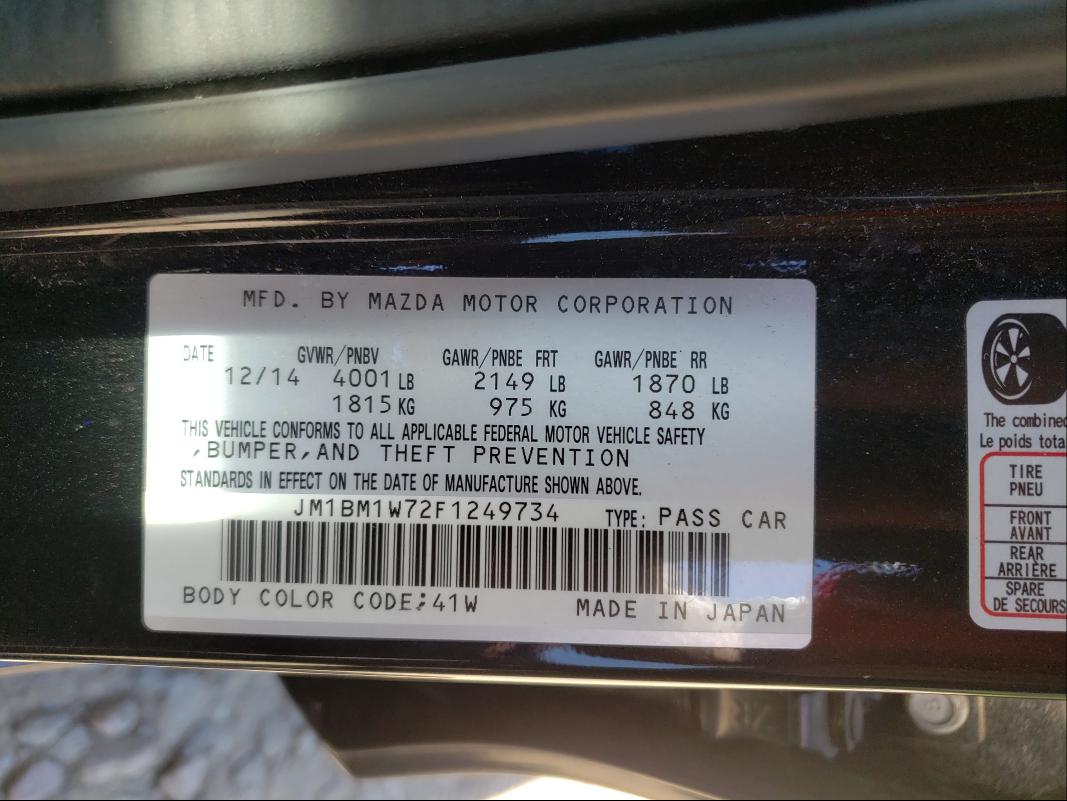 MFD. BY MAZDA MOTOR CORPORATION
DATE GVWR/PNBV GAWR/PNBE FRT GAWR/PNBE RR
12/14 4001 LB 2149 LB 1870 LB
1815 KG 975 KG 848 KG
THIS VEHICLE CONFORMS TO ALL APPLICABLE FEDERAL MOTOR VEHICLE SAFETY
,BUMPER,AND THEFT PREVENTION
STANDARDS IN EFFECT ON THE DATE OF MANUFACTURE SHOWN ABOVE.
JM1BM1W72F1249734 TYPE: PASS CAR
BODY COLOR CODE:41W MADE IN JAPAN
The combined
Le poids total
TIRE
PNEU
FRONT
AVANT
REAR
ARRIÈRE
SPARE
DE SECOURS